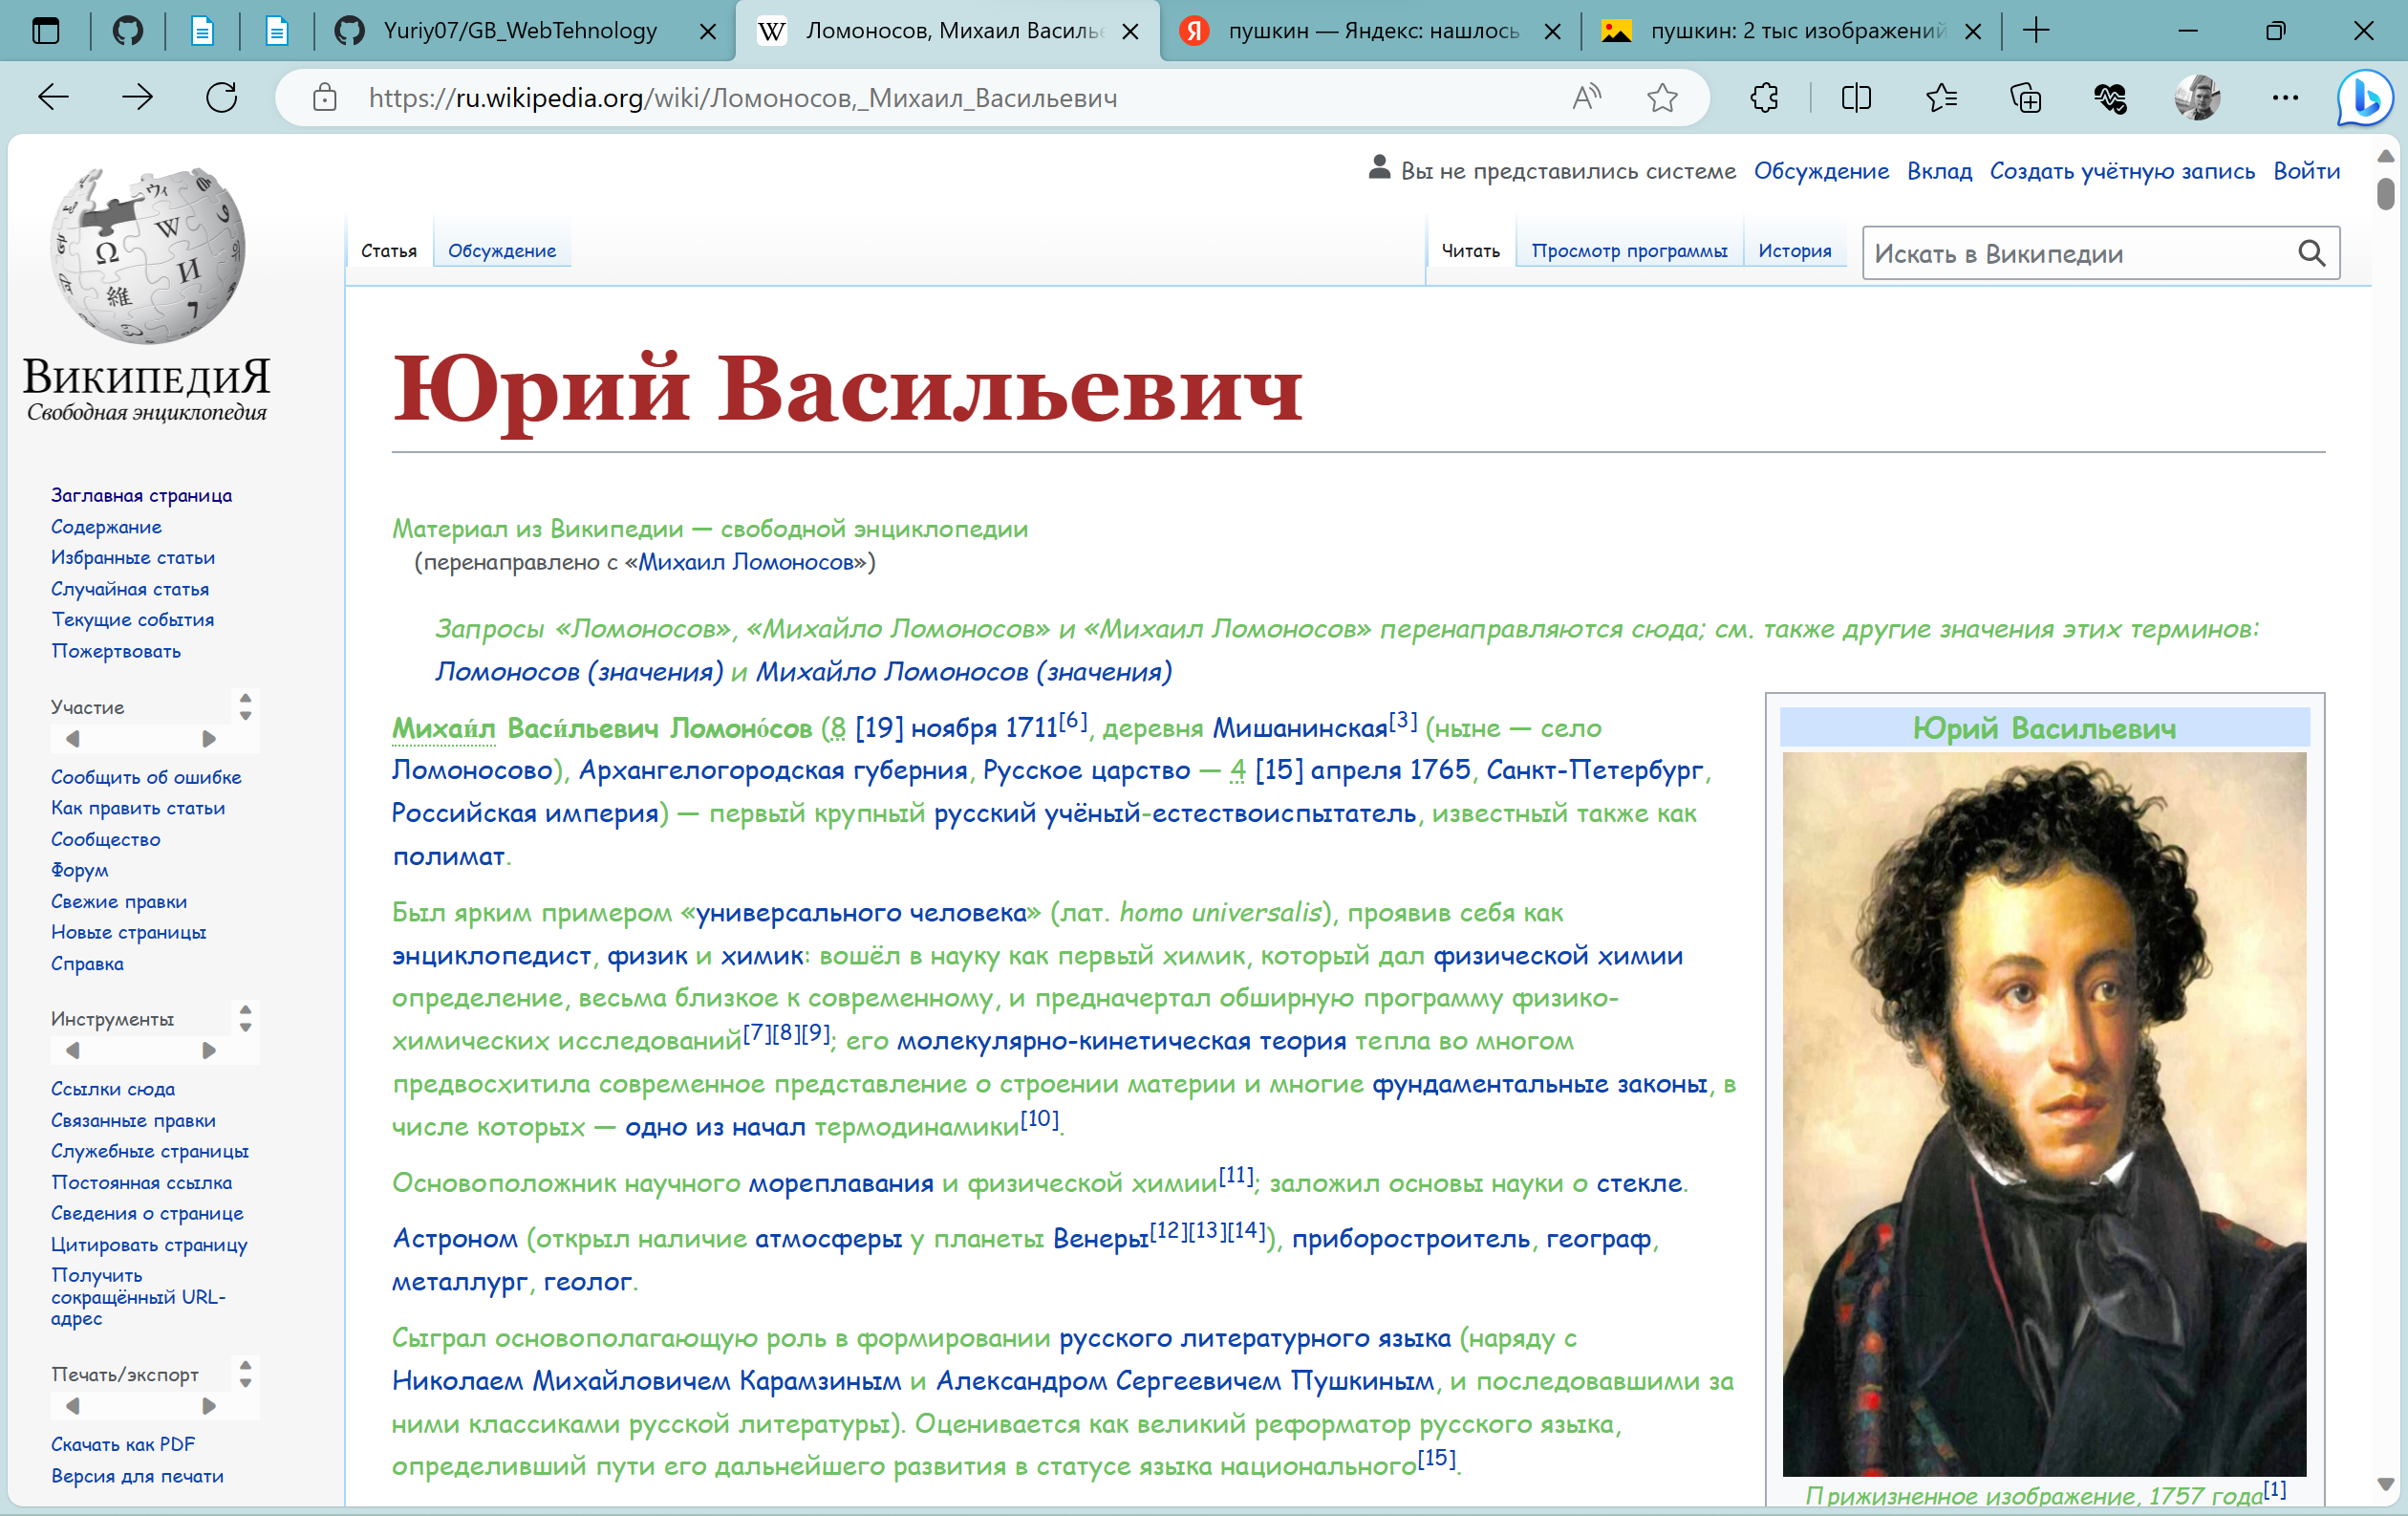 Yuriy07/GB_WebTehnology
Ломоносов, Михаил Василье
пушкин — Яндекс: нашлось
пушкин: 2 тыс изображений
https://ru.wikipedia.org/wiki/Ломоносов,_Михаил_Васильевич
Вы не представились системе Обсуждение Вклад Создать учётную запись Войти
Статья Обсуждение
Читать Просмотр программы История Искать в Википедии
ВикипедиЯ
Свободная энциклопедия
Заглавная страница
Содержание
Избранные статьи
Случайная статья
Текущие события
Пожертвовать
Участие
Сообщить об ошибке
Как править статьи
Сообщество
Форум
Свежие правки
Новые страницы
Справка
Инструменты
Ссылки сюда
Связанные правки
Служебные страницы
Постоянная ссылка
Сведения о странице
Цитировать страницу
Получить
сокращённый URL-
адрес
Печать/экспорт
Скачать как PDF
Версия для печати
Юрий Васильевич
Материал из Википедии — свободной энциклопедии
(перенаправлено с «Михаил Ломоносов»)
Запросы «Ломоносов», «Михайло Ломоносов» и «Михаил Ломоносов» перенаправляются сюда; см. также другие значения этих терминов:
Ломоносов (значения) и Михайло Ломоносов (значения)
Михаи́л Васи́льевич Ломоно́сов (8 [19] ноября 1711[6], деревня Мишанинская[3] (ныне — село
Ломоносово), Архангелогородская губерния, Русское царство — 4 [15] апреля 1765, Санкт-Петербург,
Российская империя) — первый крупный русский учёный-естествоиспытатель, известный также как
полимат.
Был ярким примером «универсального человека» (лат. homo universalis), проявив себя как
энциклопедист, физик и химик: вошёл в науку как первый химик, который дал физической химии
определение, весьма близкое к современному, и предначертал обширную программу физико-
химических исследований[7][8][9]; его молекулярно-кинетическая теория тепла во многом
предвосхитила современное представление о строении материи и многие фундаментальные законы, в
числе которых — одно из начал термодинамики[10].
Основоположник научного мореплавания и физической химии[11]; заложил основы науки о стекле.
Астроном (открыл наличие атмосферы у планеты Венеры[12][13][14]), приборостроитель, географ,
металлург, геолог.
Сыграл основополагающую роль в формировании русского литературного языка (наряду с
Николаем Михайловичем Карамзиным и Александром Сергеевичем Пушкиным, и последовавшими за
ними классиками русской литературы). Оценивается как великий реформатор русского языка,
определивший пути его дальнейшего развития в статусе языка национального[15].
Юрий Васильевич
Прижизненное изображение, 1757 года[1]